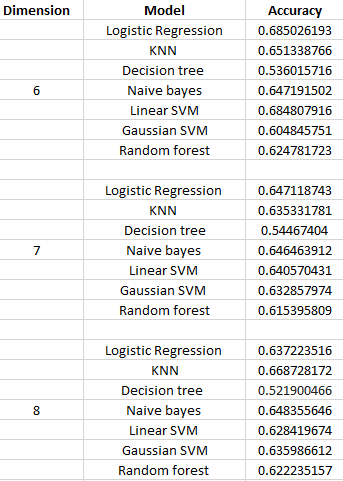 Dimension Model Accuracy
Logistic Regression 0.685026193
KNN 0.651338766
Decision tree 0.536015716
6 Naive bayes 0.647191502
Linear SVM 0.684807916
Gaussian SVM 0.604845751
Random forest 0.624781723
Logistic Regression 0.647118743
KNN 0.635331781
Decision tree 0.54467404
7 Naive bayes 0.646463912
Linear SVM 0.640570431
Gaussian SVM 0.632857974
Random forest 0.615395809
Logistic Regression 0.637223516
KNN 0.668728172
Decision tree 0.521900466
8 Naive bayes 0.648355646
Linear SVM 0.628419674
Gaussian SVM 0.635986612
Random forest 0.622235157